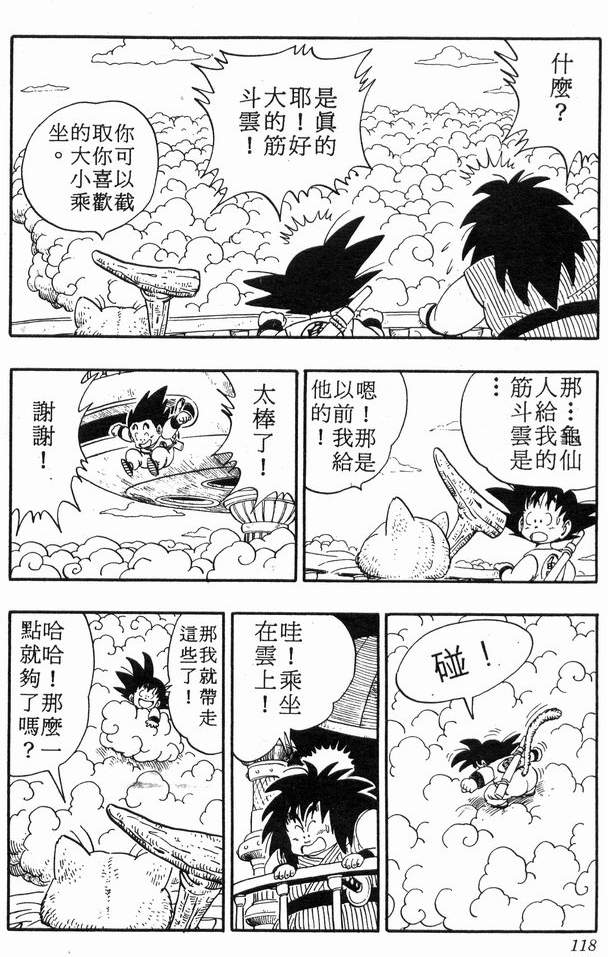 什麼？
是真的
耶！好
大的筋
斗雲！
你可以截
取你喜歡
的大小乘
坐。
那…龜仙
人給我的
筋斗雲是
…
嗯！那是
以前我給
他的！
太棒了！
謝謝！
碰！
哇！乘坐
在雲上！
那我就帶走
這些了！
哈哈！那麼一
點就夠了嗎？
118